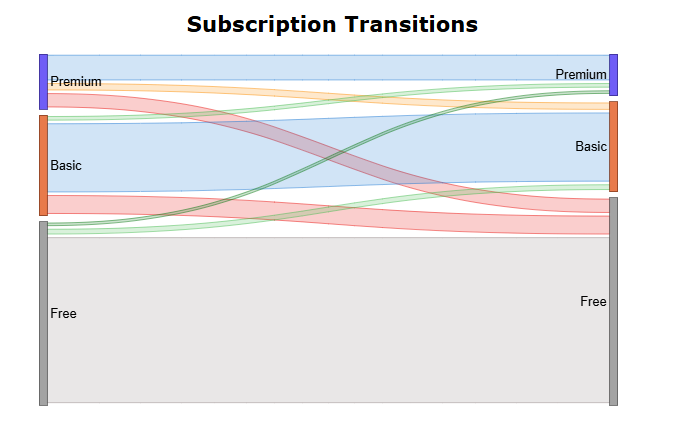 Subscription Transitions
Premium
Premium
Basic
Basic
Free
Free